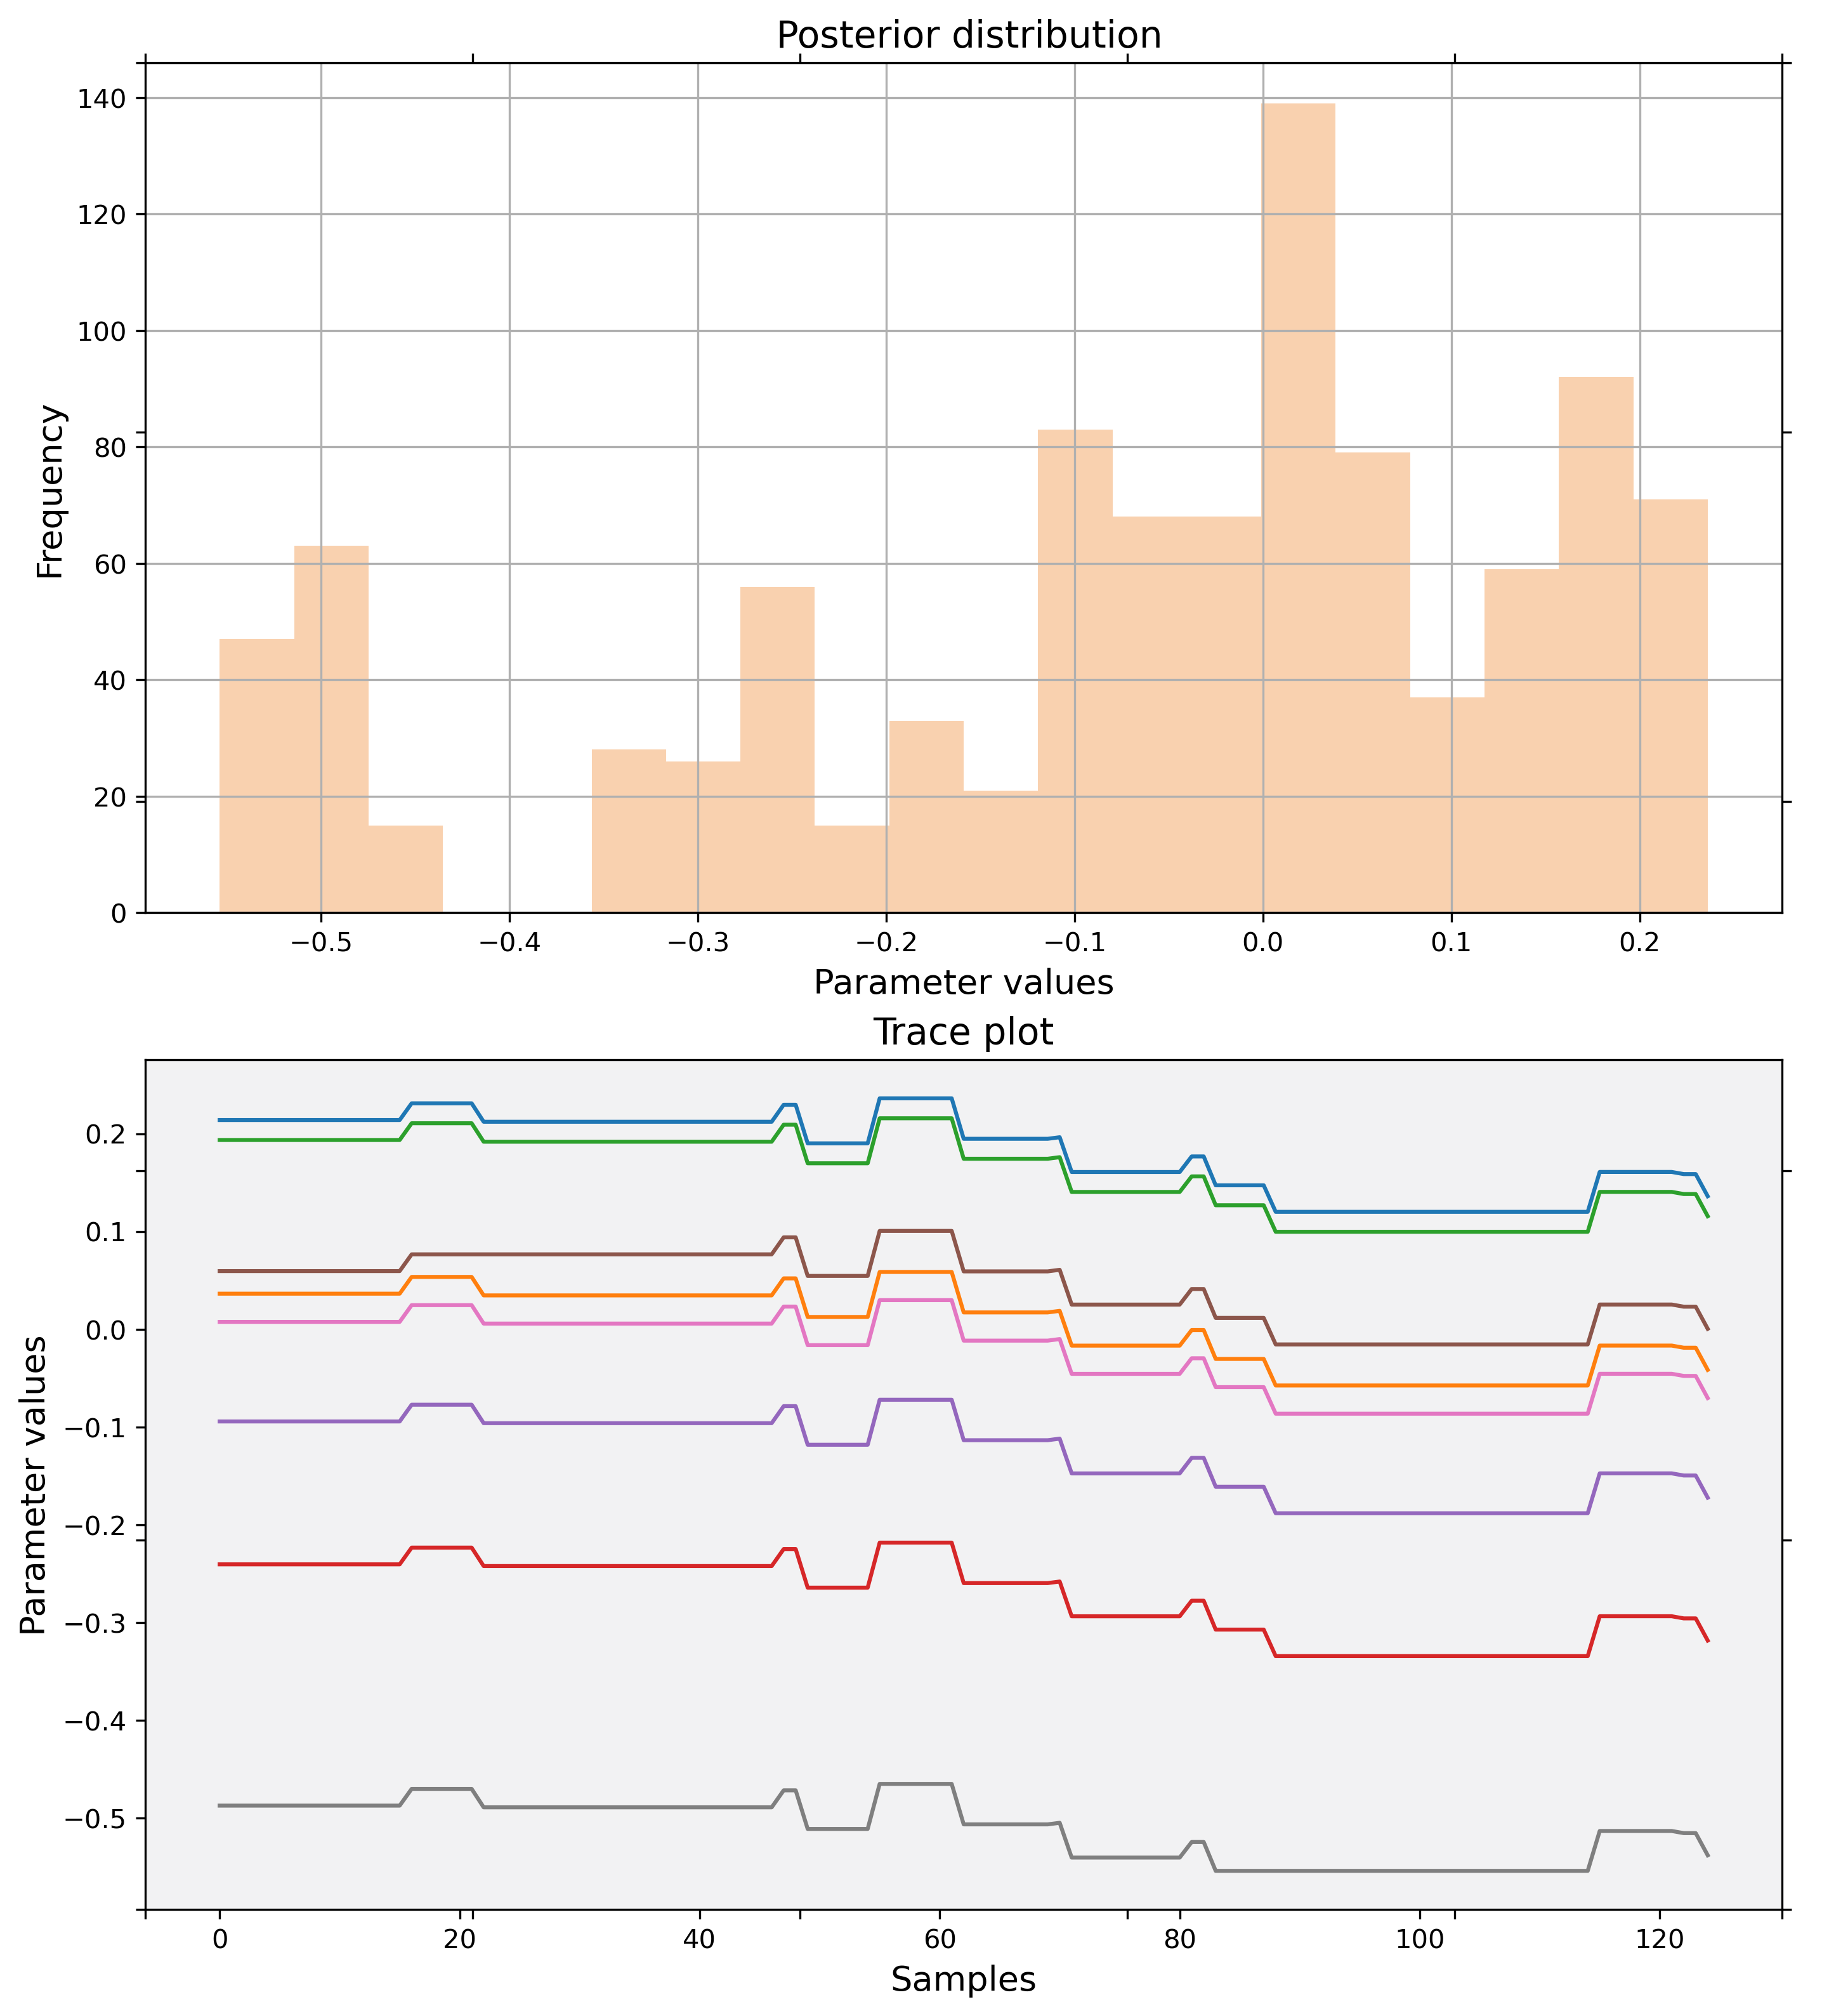 Posterior distribution
140
120
100
80
60
40
20
0
Frequency
−0.5 −0.4 −0.3 −0.2 −0.1 0.0 0.1 0.2
Parameter values
Trace plot
0.2
0.1
0.0
−0.1
−0.2
−0.3
−0.4
−0.5
Parameter values
0 20 40 60 80 100 120
Samples